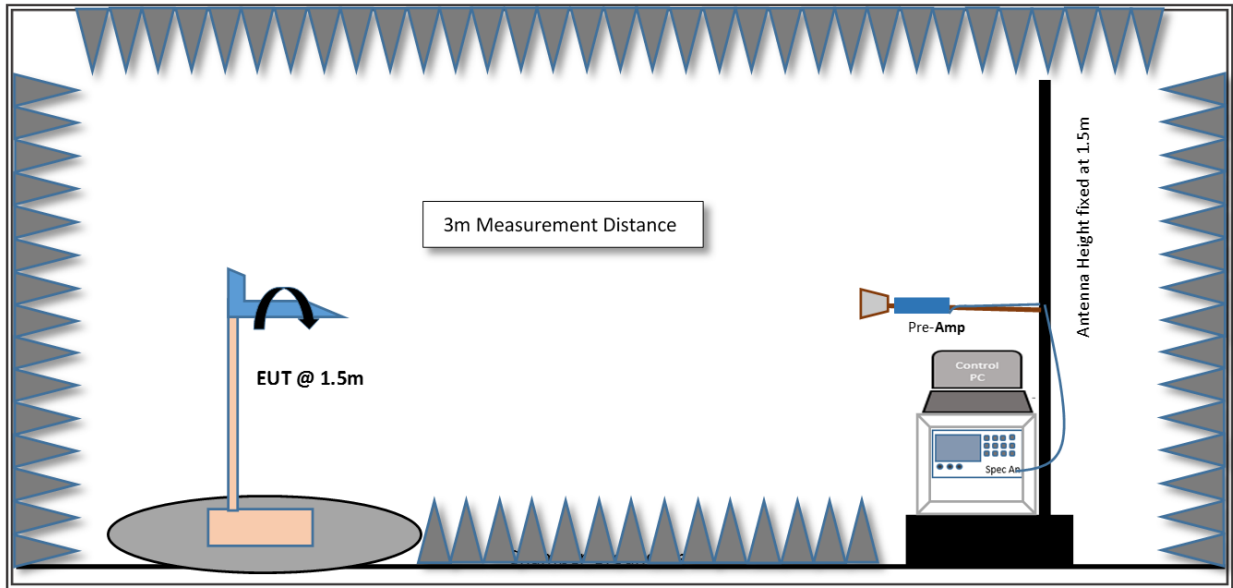 3m Measurement Distance
Antenna Height fixed at 1.5m
Pre-Amp
EUT @ 1.5m
Control
PC
Spec An